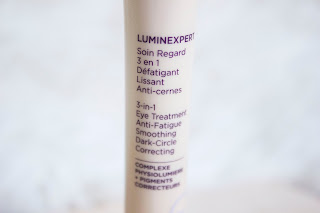 LUMINEXPERT
Soin Regard
3 en 1
Défatigant
Lissant
Anti-cernes
3-in-1
Eye Treatment
Anti-Fatigue
Smoothing
Dark-Circle
Correcting
COMPLEXE
PHYSIOLUMIERE
+ PIGMENTS
CORRECTEURS